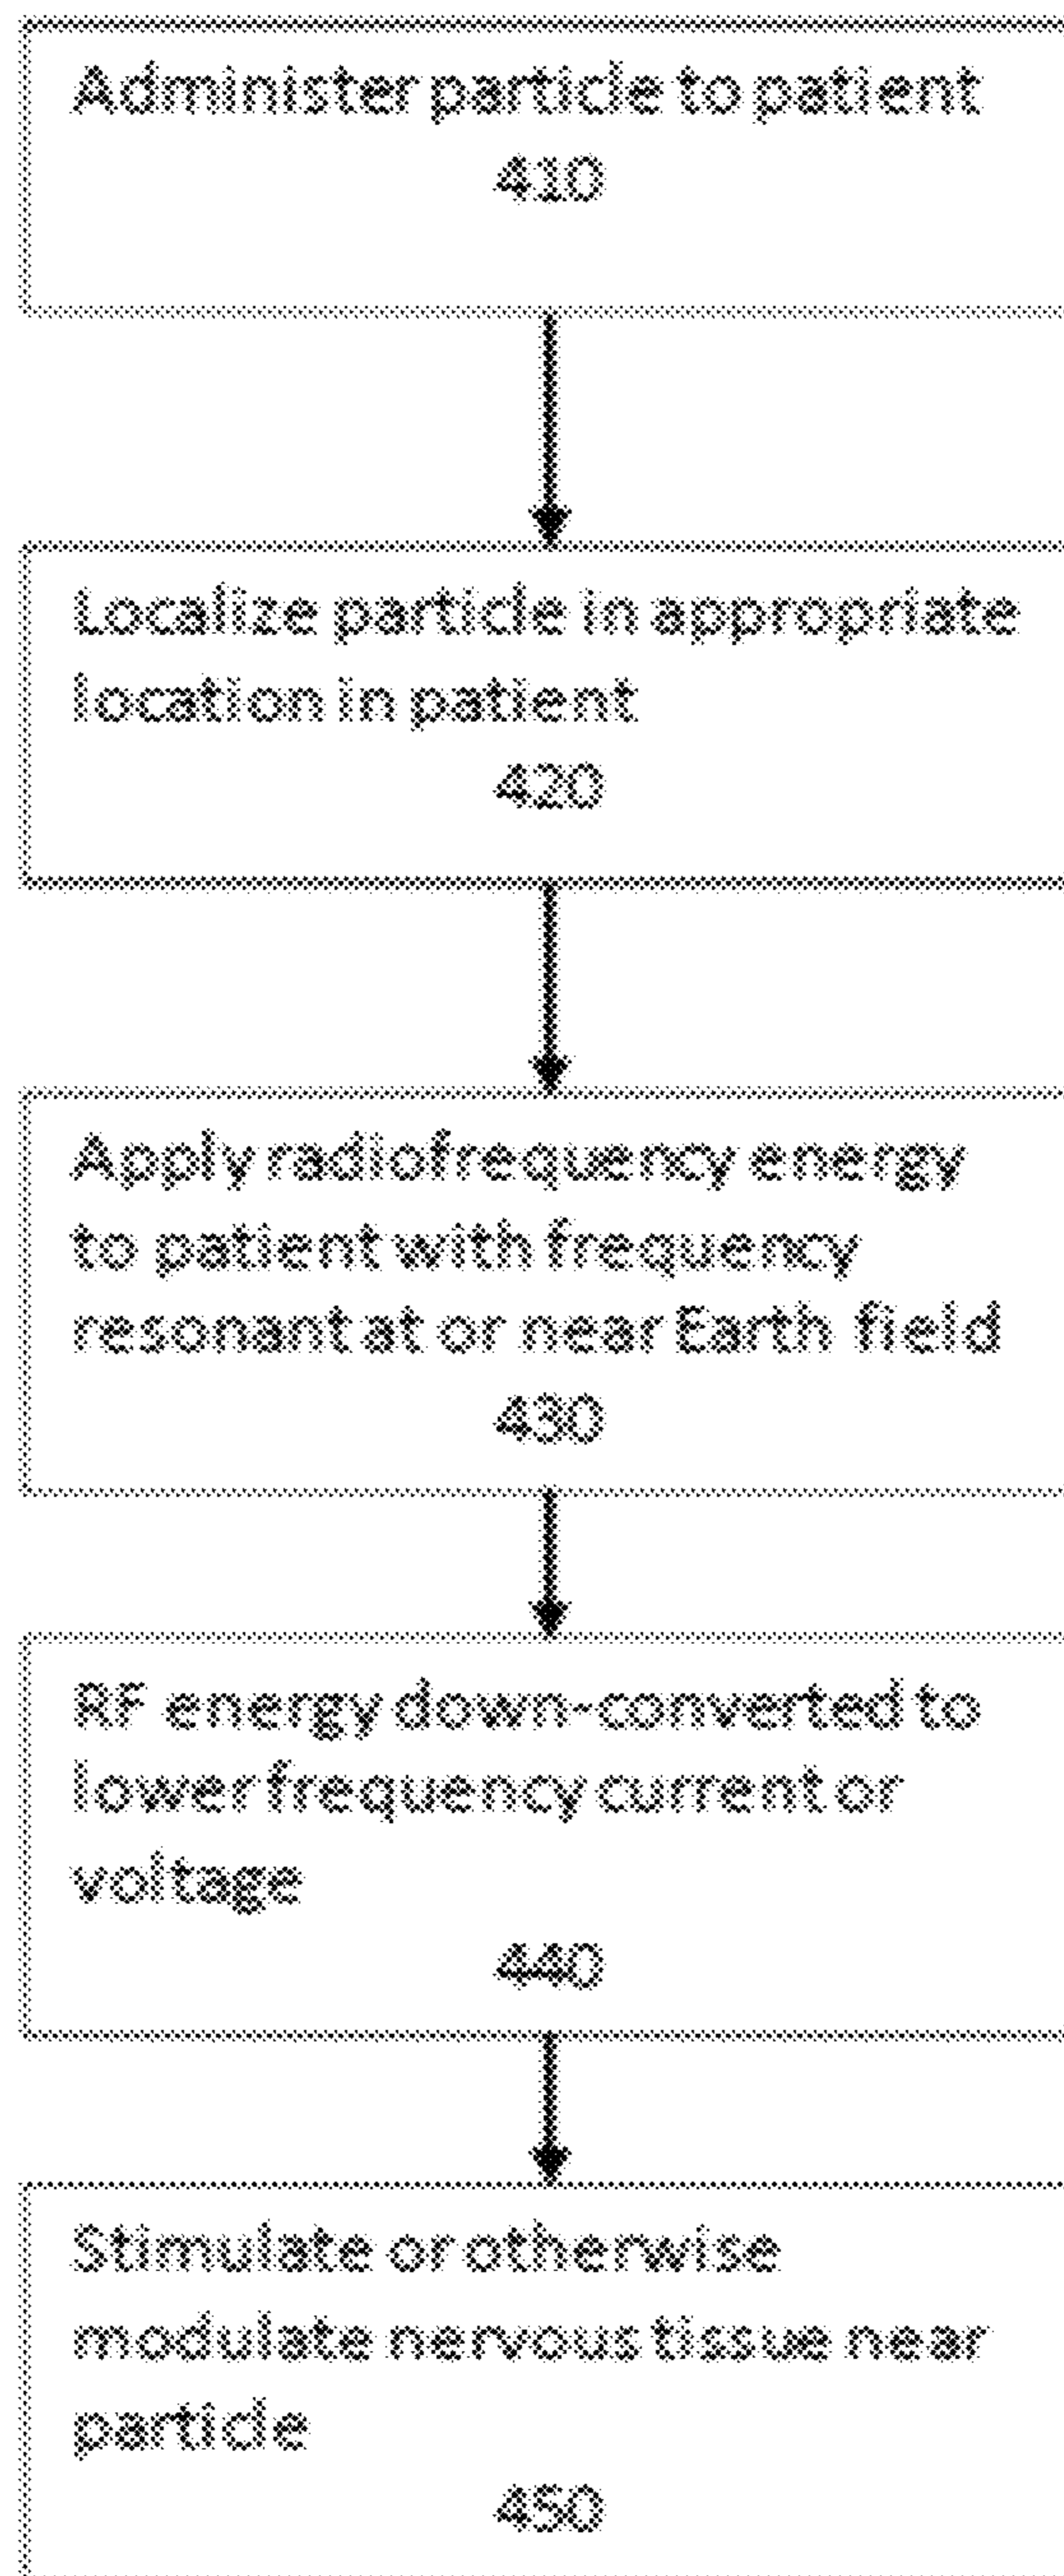 Administer particle to patient
410
Localize particle in appropriate
location in patient
420
Apply radiofrequency energy
to patient with frequency
resonant at or near Earth field
430
RF energy down-converted to
lower frequency current or
voltage
440
Stimulate or otherwise
modulate nervous tissue near
particle
450